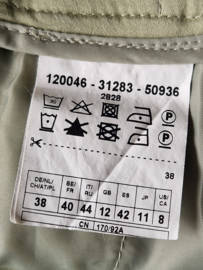 120046 - 31283 - 50936
2828
30
P
P
38
DE/NL/ CH/AT/PL BE/ FR IT/ RU GB ES JP US/ CA
38 40 44 12 42 11 8
CN 170/92A